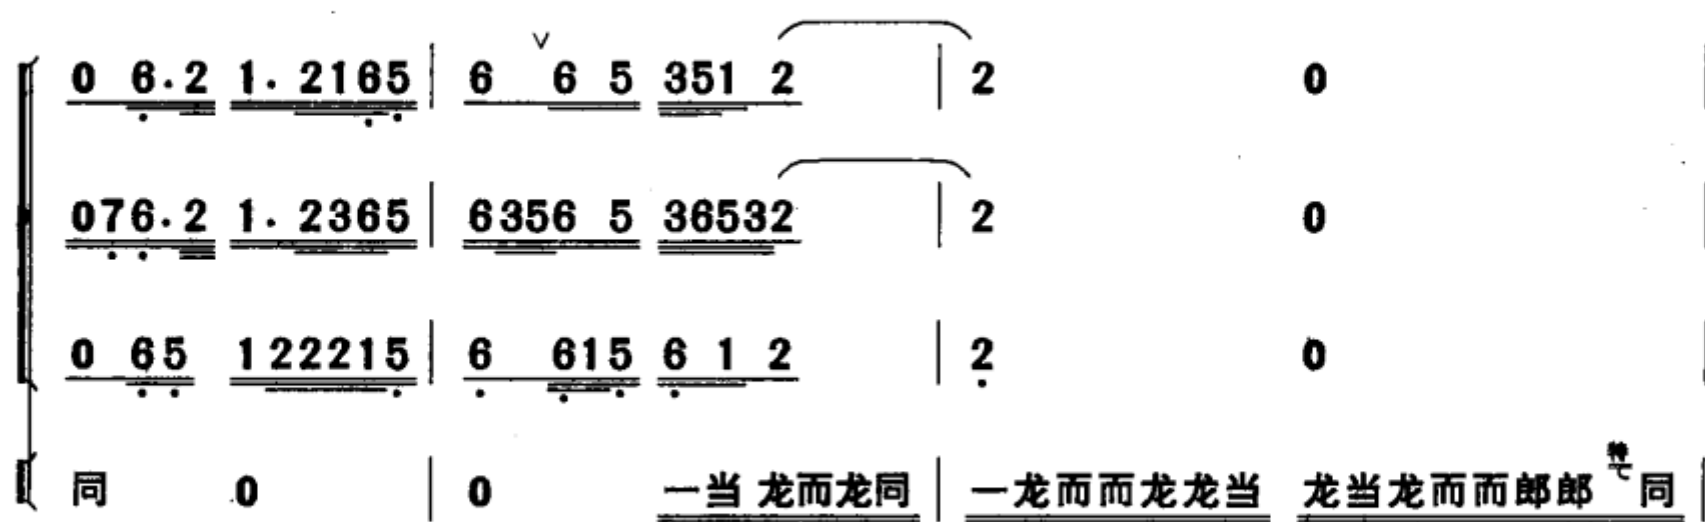 0 6.2 1. 2165 | 6 6 5 351 2 | 2 0
076.2 1. 2365 | 6356 5 36532 | 2 0
0 65 122215 | 6 615 6 1 2 | 2 0
同 0 | 0 一当 龙而龙同 | 一龙而而龙龙当 龙当龙而而郎郎 同